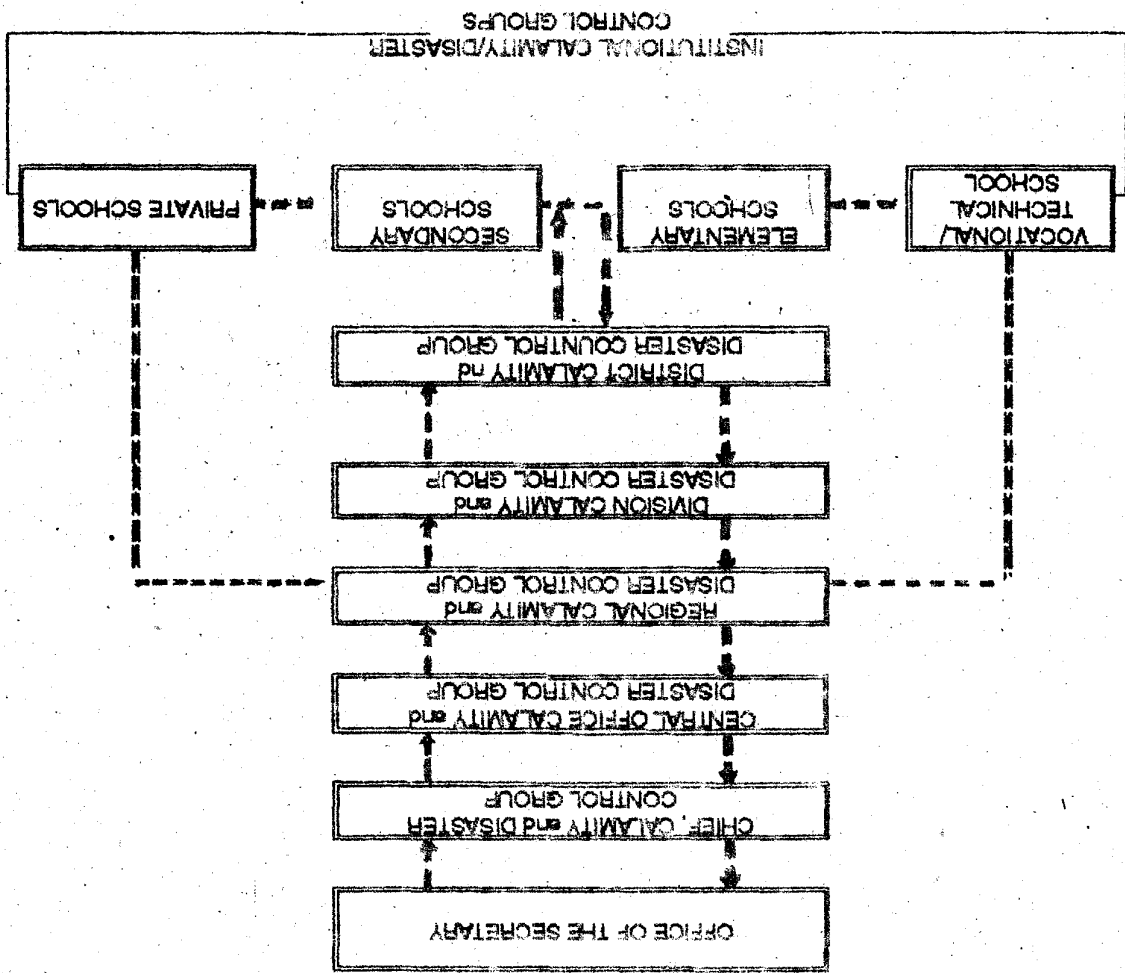 OFFICE OF THE SECRETARY
CHIEF, CALAMITY and DISASTER
CONTROL GROUP
CENTRAL OFFICE CALAMITY and
DISASTER CONTROL GROUP
REGIONAL CALAMITY and
DISASTER CONTROL GROUP
DIVISION CALAMITY and
DISASTER CONTROL GROUP
DISTRICT CALAMITY nd
DISASTER COUNTROL GROUP
VOCATIONAL/
TECHNICAL
SCHOOL
ELEMENTARY
SCHOOLS
SECONDARY
SCHOOLS
PRIVATE SCHOOLS
INSTITUTIONAL CALAMITY/DISASTER
CONTROL GROUPS